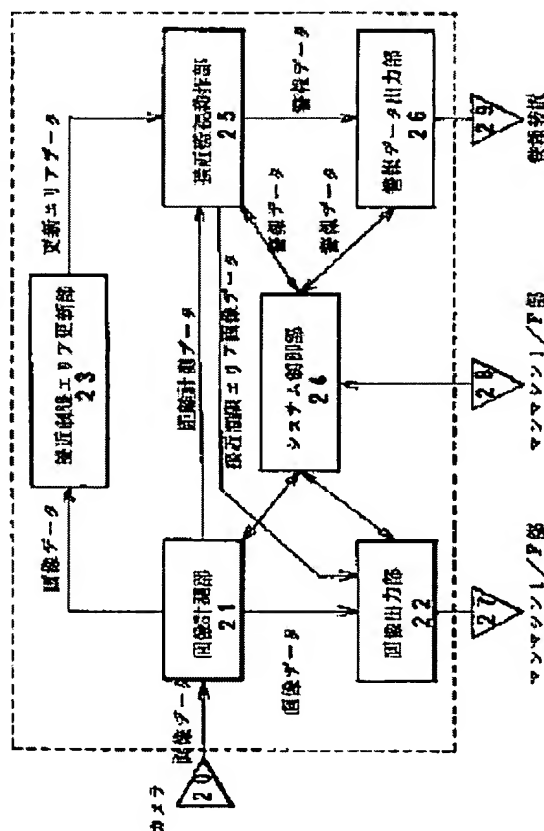 カメラ
20
画像データ
画像データ
更新エリアデータ
接近制限エリア更新部
23
画像計測部
21
距離計測データ
接近制限エリア画像データ
接近監視動作部
25
画像データ
システム制御部
警報データ
警報データ
警報データ
画像出力部
22
警報データ出力部
26
27
28
29
マンマシンI/F部
マンマシンI/F部
警報装置